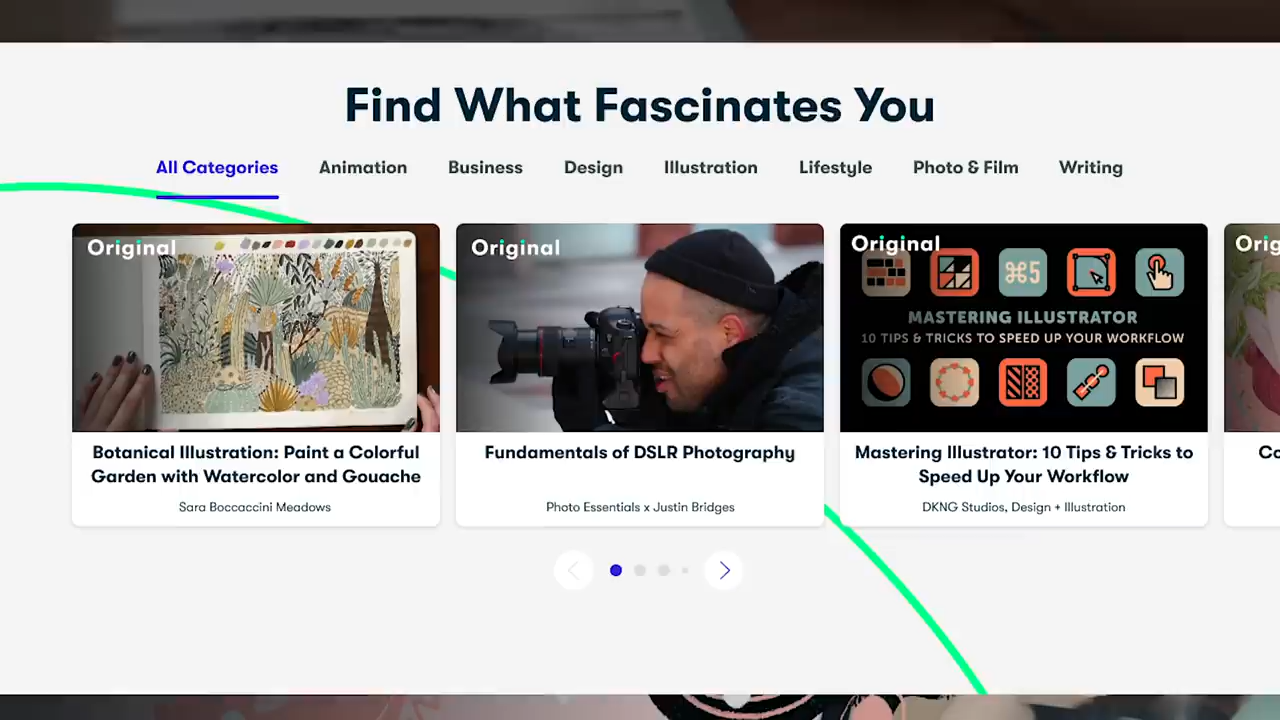 Find What Fascinates You
All Categories Animation Business Design Illustration Lifestyle Photo & Film Writing
Original
Botanical Illustration: Paint a Colorful
Garden with Watercolor and Gouache
Sara Boccaccini Meadows
Original
Fundamentals of DSLR Photography
Photo Essentials x Justin Bridges
Original
⌘5
MASTERING ILLUSTRATOR
10 TIPS & TRICKS TO SPEED UP YOUR WORKFLOW
Mastering Illustrator: 10 Tips & Tricks to
Speed Up Your Workflow
DKNG Studios, Design + Illustration